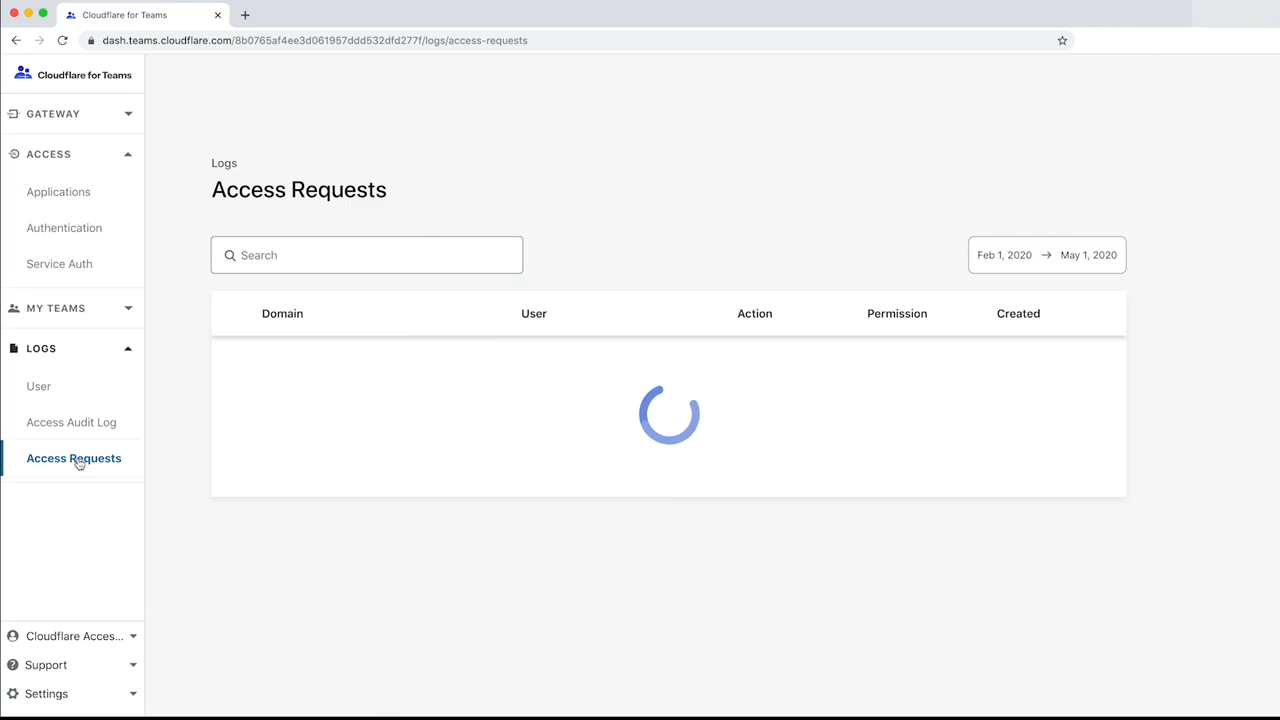 Cloudflare for Teams
dash.teams.cloudflare.com/8b0765af4ee3d061957ddd532dfd277f/logs/access-requests
Cloudflare for Teams
GATEWAY
ACCESS
Applications
Authentication
Service Auth
MY TEAMS
LOGS
User
Access Audit Log
Access Requests
Cloudflare Acces...
Support
Settings
Logs
Access Requests
Search
Feb 1, 2020 → May 1, 2020
Domain User Action Permission Created